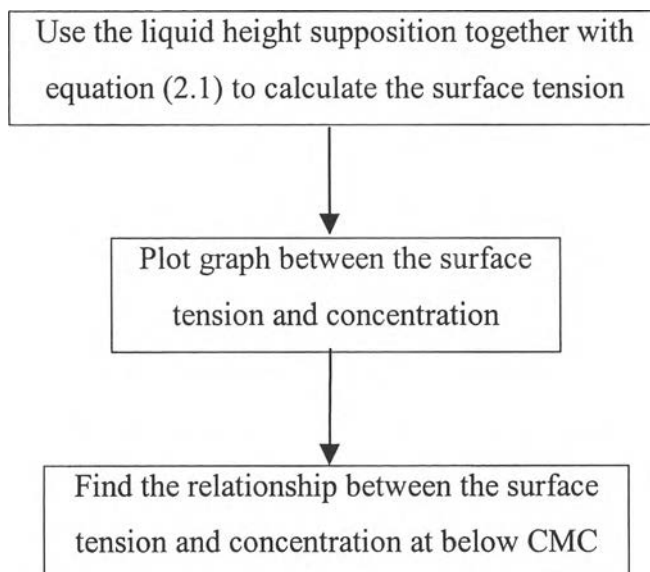 Use the liquid height supposition together with
equation (2.1) to calculate the surface tension
Plot graph between the surface
tension and concentration
Find the relationship between the surface
tension and concentration at below CMC